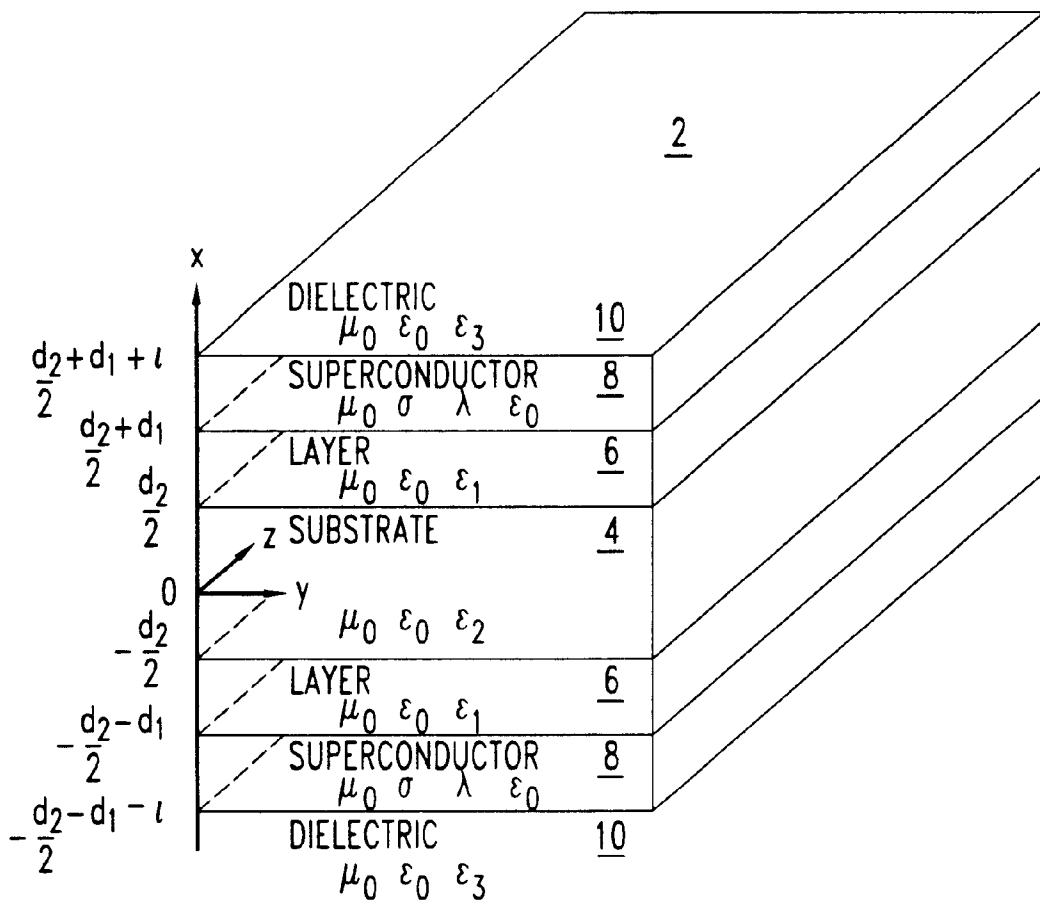 2
x
DIELECTRIC 10
μ0 ε0 ε3
d2/2 + d1 + l
SUPERCONDUCTOR 8
μ0 σ λ ε0
d2/2 + d1
LAYER 6
μ0 ε0 ε1
d2/2
SUBSTRATE 4
z
0
y
μ0 ε0 ε2
-d2/2
LAYER 6
μ0 ε0 ε1
-d2/2 - d1
SUPERCONDUCTOR 8
μ0 σ λ ε0
-d2/2 - d1 - l
DIELECTRIC 10
μ0 ε0 ε3